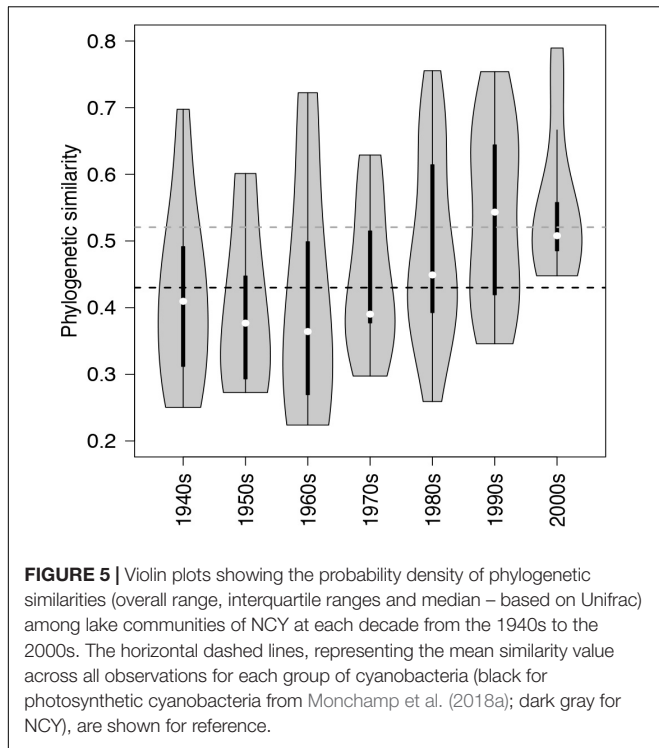 0.8
0.7
0.6
0.5
0.4
0.3
0.2
Phylogenetic similarity
1940s
1950s
1960s
1970s
1980s
1990s
2000s
FIGURE 5 | Violin plots showing the probability density of phylogenetic
similarities (overall range, interquartile ranges and median – based on Unifrac)
among lake communities of NCY at each decade from the 1940s to the
2000s. The horizontal dashed lines, representing the mean similarity value
across all observations for each group of cyanobacteria (black for
photosynthetic cyanobacteria from Monchamp et al. (2018a); dark gray for
NCY), are shown for reference.